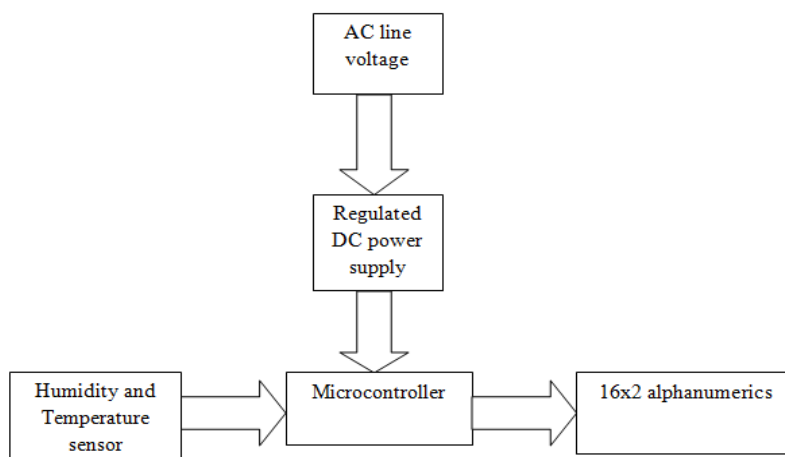 AC line
voltage
Regulated
DC power
supply
Humidity and
Temperature
sensor
Microcontroller
16x2 alphanumerics